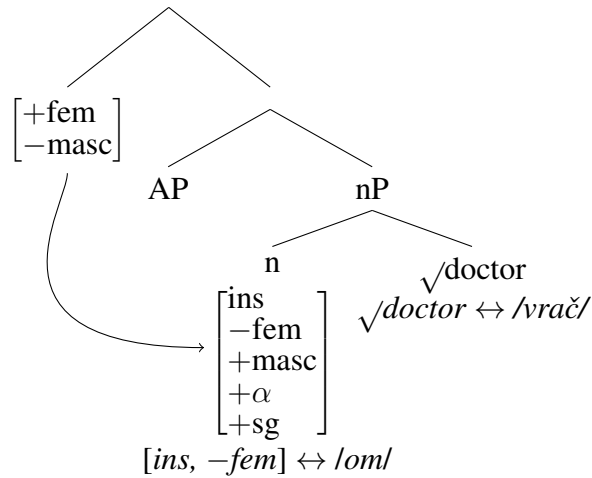 [+fem
−masc]
AP
nP
n
√doctor
√doctor ↔ /vrač/
[ins
−fem
+masc
+α
+sg]
[ins, −fem] ↔ /om/